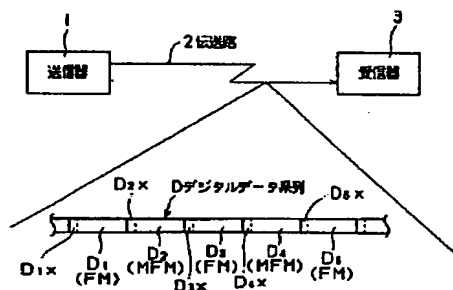 1
3
2伝送路
送信器
受信器
D2x
Dデジタルデータ系列
D5x
D1x
D1
(FM)
D2
(MFM)
D3x
D3
(FM)
D4x
D4
(MFM)
D5
(FM)